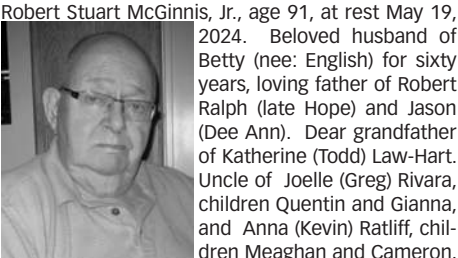 Robert Stuart McGinnis, Jr., age 91, at rest May 19,
2024. Beloved husband of
Betty (nee: English) for sixty
years, loving father of Robert
Ralph (late Hope) and Jason
(Dee Ann). Dear grandfather
of Katherine (Todd) Law-Hart.
Uncle of Joelle (Greg) Rivara,
children Quentin and Gianna,
and Anna (Kevin) Ratliff, chil-
dren Meaghan and Cameron.